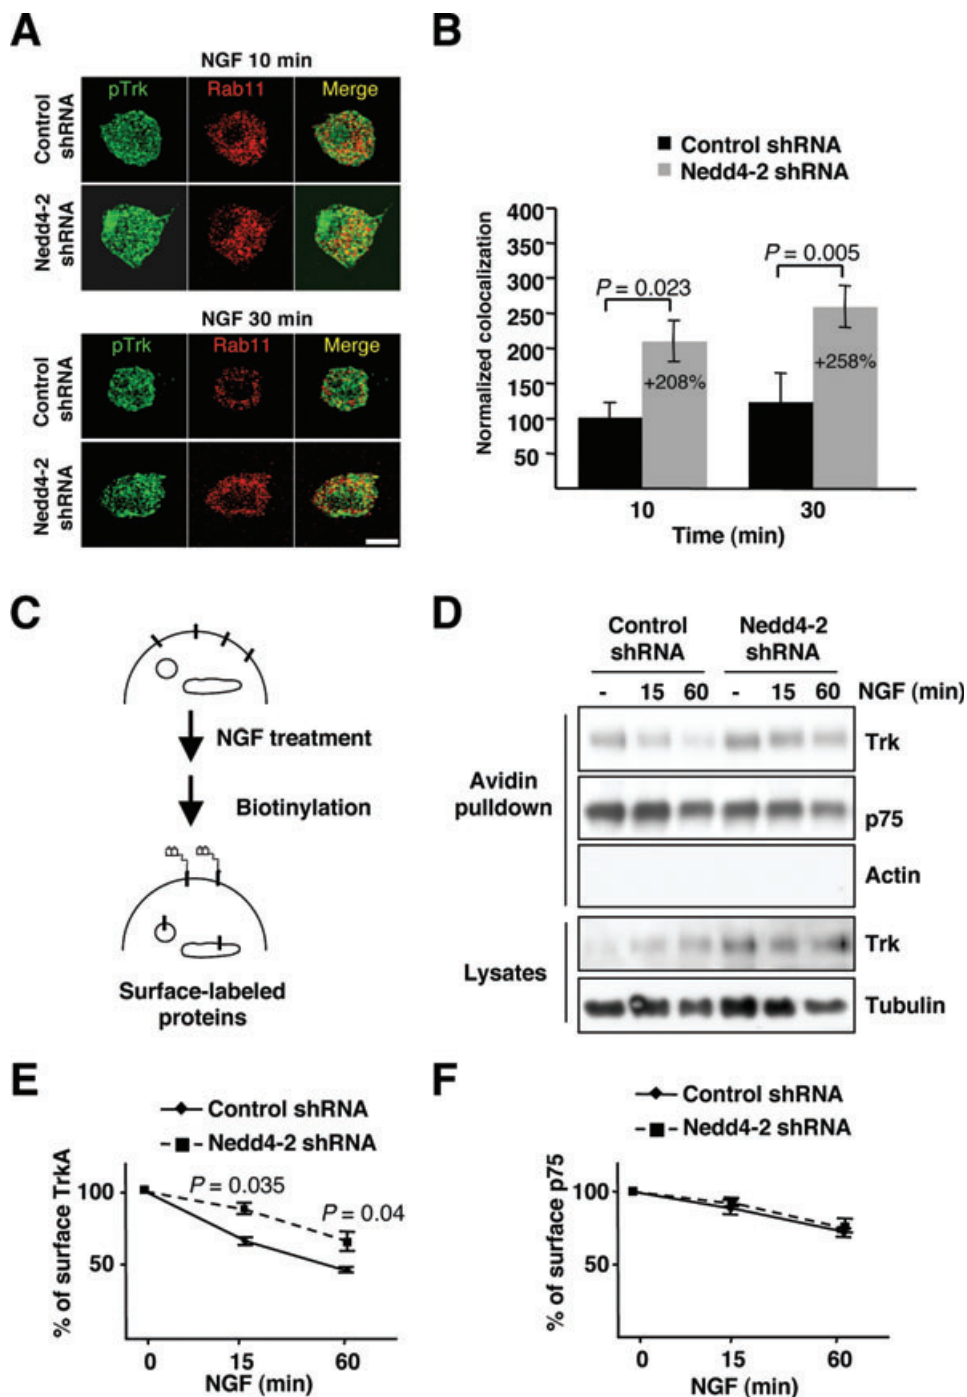 A
NGF 10 min
pTrk Rab11 Merge
Control shRNA
Nedd4-2 shRNA
NGF 30 min
pTrk Rab11 Merge
Control shRNA
Nedd4-2 shRNA
B
Control shRNA
Nedd4-2 shRNA
Normalized colocalization
400
350
300
250
200
150
100
50
P = 0.023
P = 0.005
+208%
+258%
10 30
Time (min)
C
NGF treatment
Biotinylation
B B
Surface-labeled
proteins
D
Control Nedd4-2
shRNA shRNA
- 15 60 - 15 60 NGF (min)
Avidin
pulldown
Trk
p75
Actin
Lysates
Trk
Tubulin
E
Control shRNA
Nedd4-2 shRNA
% of surface TrkA
100
50
P = 0.035
P = 0.04
0 15 60
NGF (min)
F
Control shRNA
Nedd4-2 shRNA
% of surface p75
100
50
0 15 60
NGF (min)